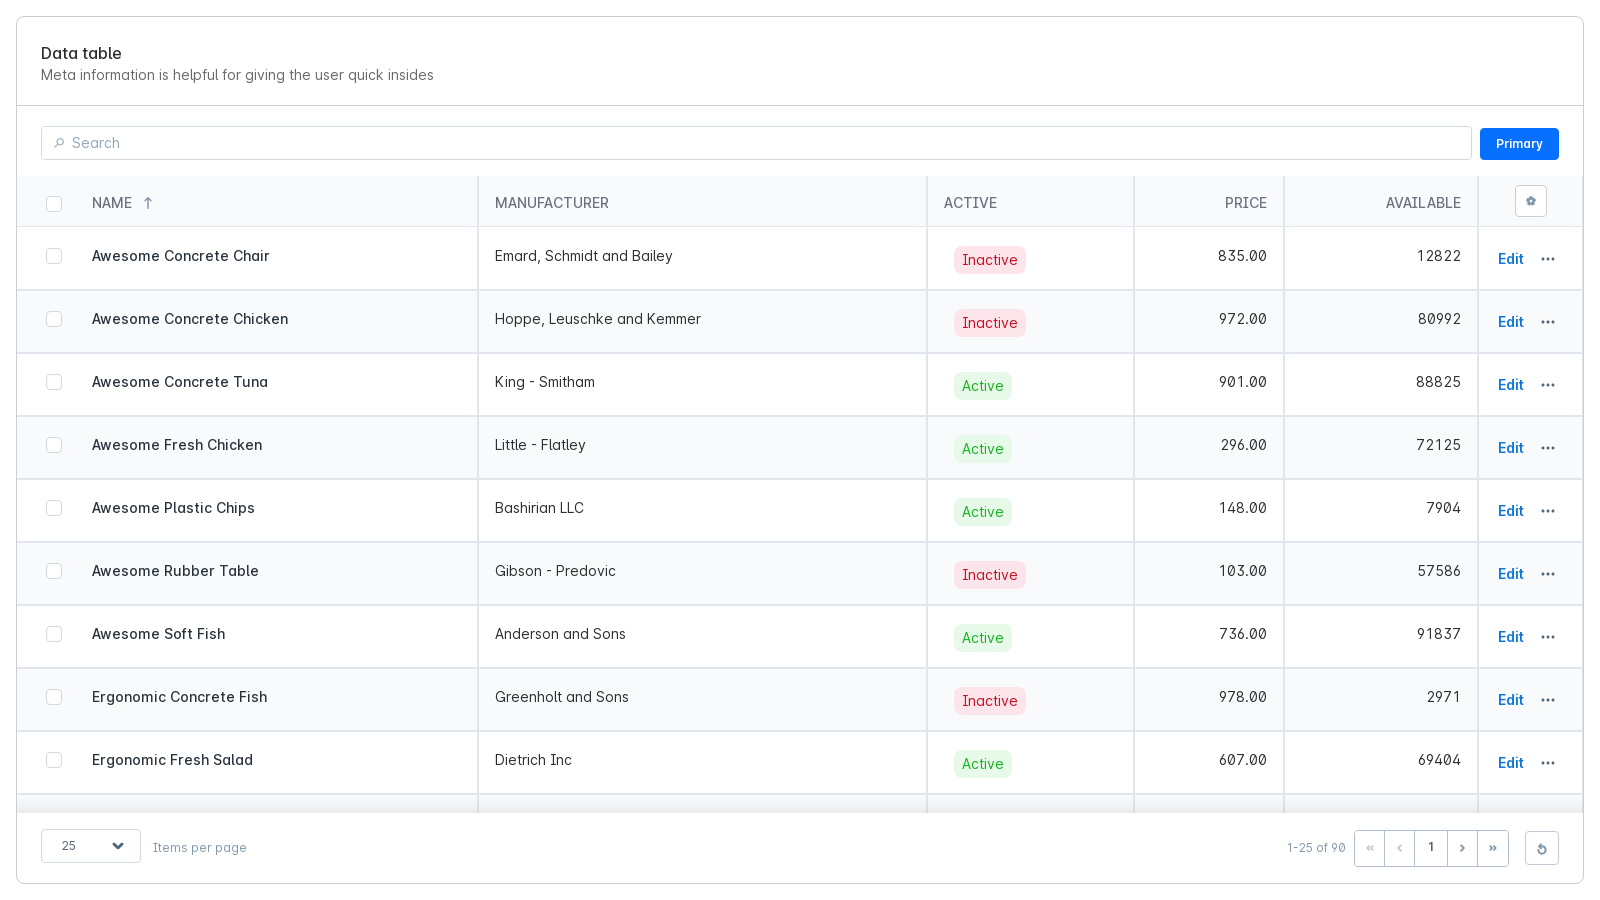 Data table
Meta information is helpful for giving the user quick insides
Search
Primary
NAME MANUFACTURER ACTIVE PRICE AVAILABLE
Awesome Concrete Chair Emard, Schmidt and Bailey Inactive 835.00 12822 Edit
Awesome Concrete Chicken Hoppe, Leuschke and Kemmer Inactive 972.00 80992 Edit
Awesome Concrete Tuna King - Smitham Active 901.00 88825 Edit
Awesome Fresh Chicken Little - Flatley Active 296.00 72125 Edit
Awesome Plastic Chips Bashirian LLC Active 148.00 7904 Edit
Awesome Rubber Table Gibson - Predovic Inactive 103.00 57586 Edit
Awesome Soft Fish Anderson and Sons Active 736.00 91837 Edit
Ergonomic Concrete Fish Greenholt and Sons Inactive 978.00 2971 Edit
Ergonomic Fresh Salad Dietrich Inc Active 607.00 69404 Edit
25 Items per page 1-25 of 90 « ‹ 1 › »